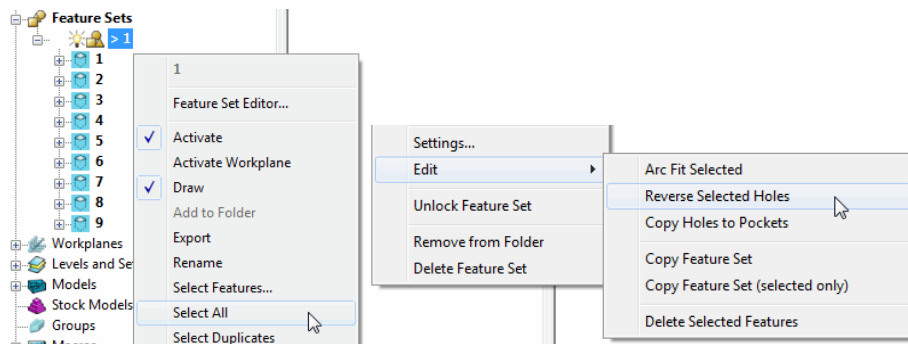 Feature Sets
> 1
1
2
3
4
5
6
7
8
9
Workplanes
Levels and Se
Models
Stock Models
Groups
1
Feature Set Editor...
Activate
Activate Workplane
Draw
Add to Folder
Export
Rename
Select Features...
Select All
Select Duplicates
Settings...
Edit
Unlock Feature Set
Remove from Folder
Delete Feature Set
Arc Fit Selected
Reverse Selected Holes
Copy Holes to Pockets
Copy Feature Set
Copy Feature Set (selected only)
Delete Selected Features